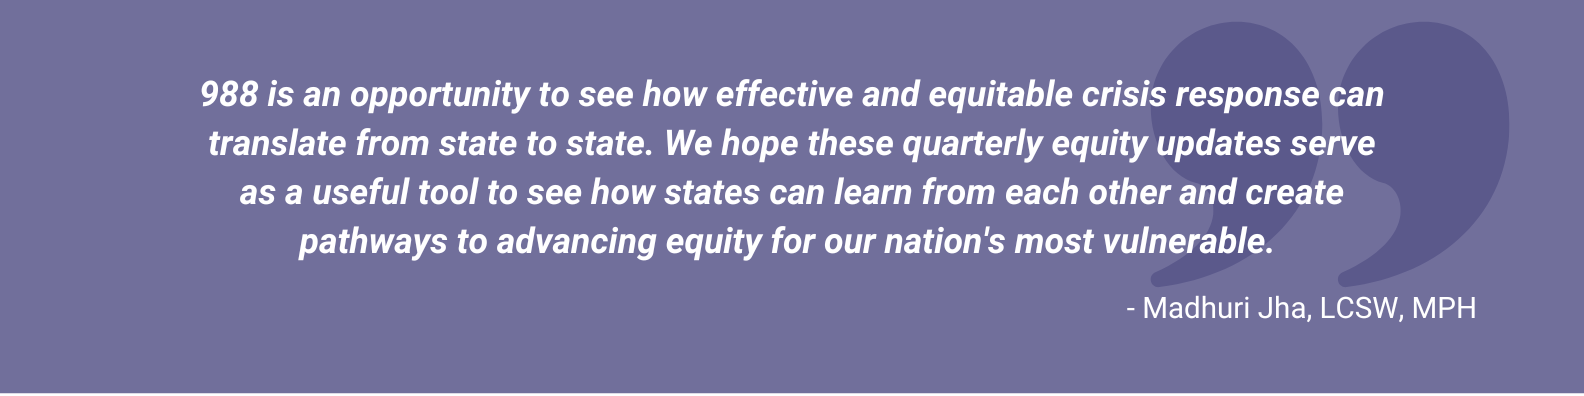 988 is an opportunity to see how effective and equitable crisis response can
translate from state to state. We hope these quarterly equity updates serve
as a useful tool to see how states can learn from each other and create
pathways to advancing equity for our nation's most vulnerable.
- Madhuri Jha, LCSW, MPH